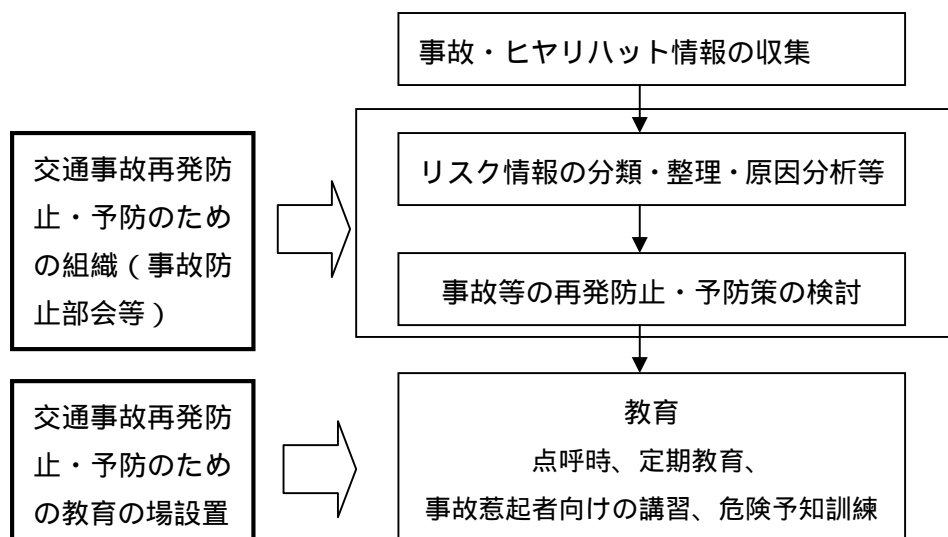 事故・ヒヤリハット情報の収集
リスク情報の分類・整理・原因分析等
事故等の再発防止・予防策の検討
交通事故再発防
止・予防のため
の組織(事故防
止部会等)
教育
点呼時、定期教育、
事故惹起者向けの講習、危険予知訓練
交通事故再発防
止・予防のため
の教育の場設置